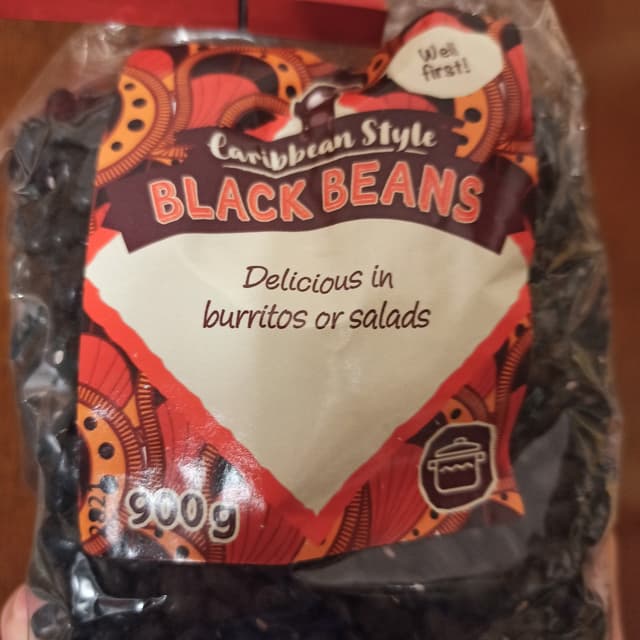 Well
first!
Caribbean Style
BLACK BEANS
Delicious in
burritos or salads
900g